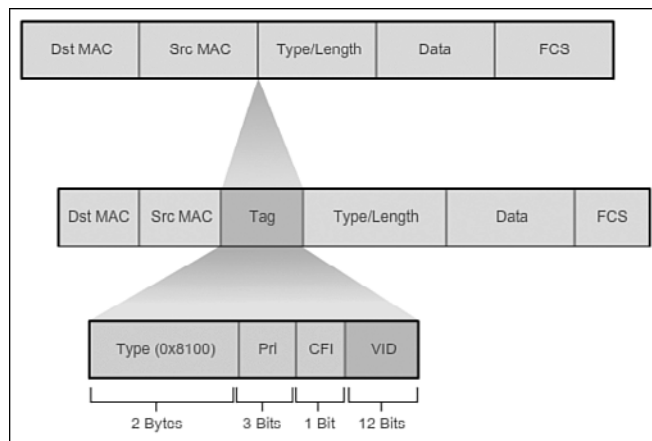 Dst MAC Src MAC Type/Length Data FCS
Dst MAC Src MAC Tag Type/Length Data FCS
Type (0x8100) Pri CFI VID
2 Bytes 3 Bits 1 Bit 12 Bits